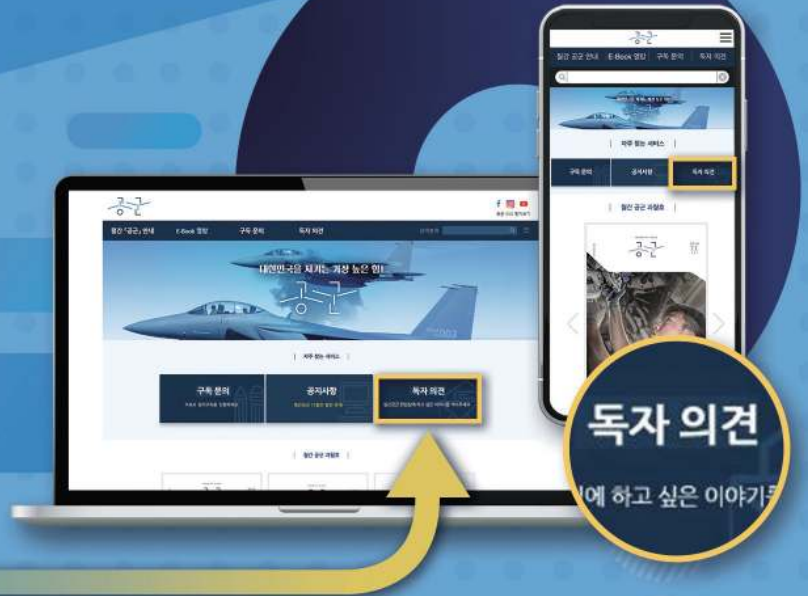 공군
월간 「공군」 안내 E-Book 열람 구독 문의 독자 의견
대한민국을 지키는 가장 높은 힘!
공군
자주 찾는 서비스
구독 문의 공지사항 독자 의견
월간 공군 과월호
공군
공군
월간 공군 안내 E-Book 열람 구독 문의 독자 의견
자주 찾는 서비스
구독 문의 공지사항 독자 의견
월간 공군 과월호
공군
독자 의견
에 하고 싶은 이야기